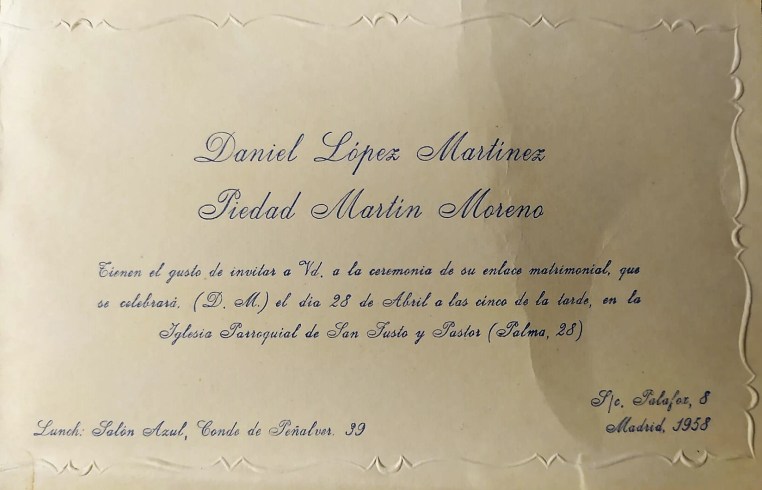 Daniel López Martinez
Piedad Martin Moreno
Tienen el gusto de invitar a Vd. a la ceremonia de su enlace matrimonial, que
se celebrará. (D. M.) el dia 28 de Abril a las cinco de la tarde, en la
Iglesia Parroquial de San Justo y Pastor (Palma, 28)
S/c. Palafox, 8
Lunch: Salón Azul, Conde de Peñalver. 39
Madrid, 1958